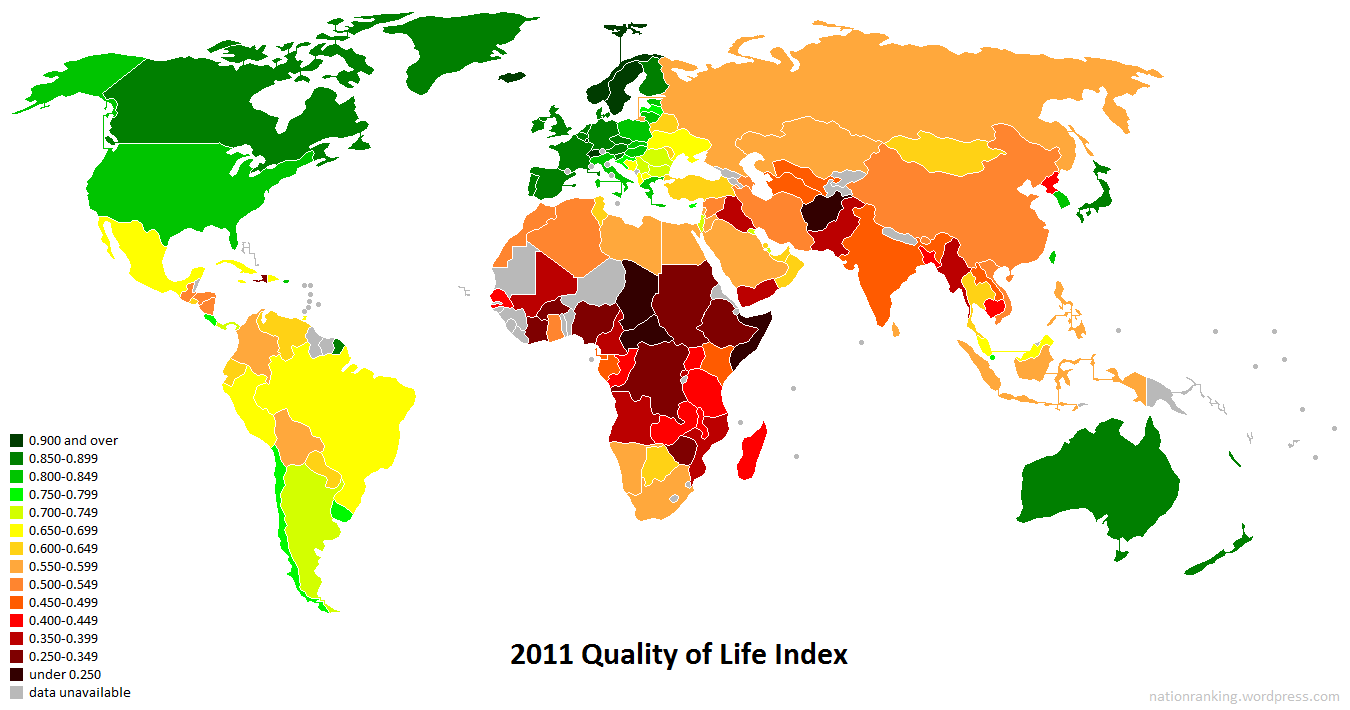 0.900 and over
0.850-0.899
0.800-0.849
0.750-0.799
0.700-0.749
0.650-0.699
0.600-0.649
0.550-0.599
0.500-0.549
0.450-0.499
0.400-0.449
0.350-0.399
0.250-0.349
under 0.250
data unavailable
2011 Quality of Life Index
nationranking.wordpress.com